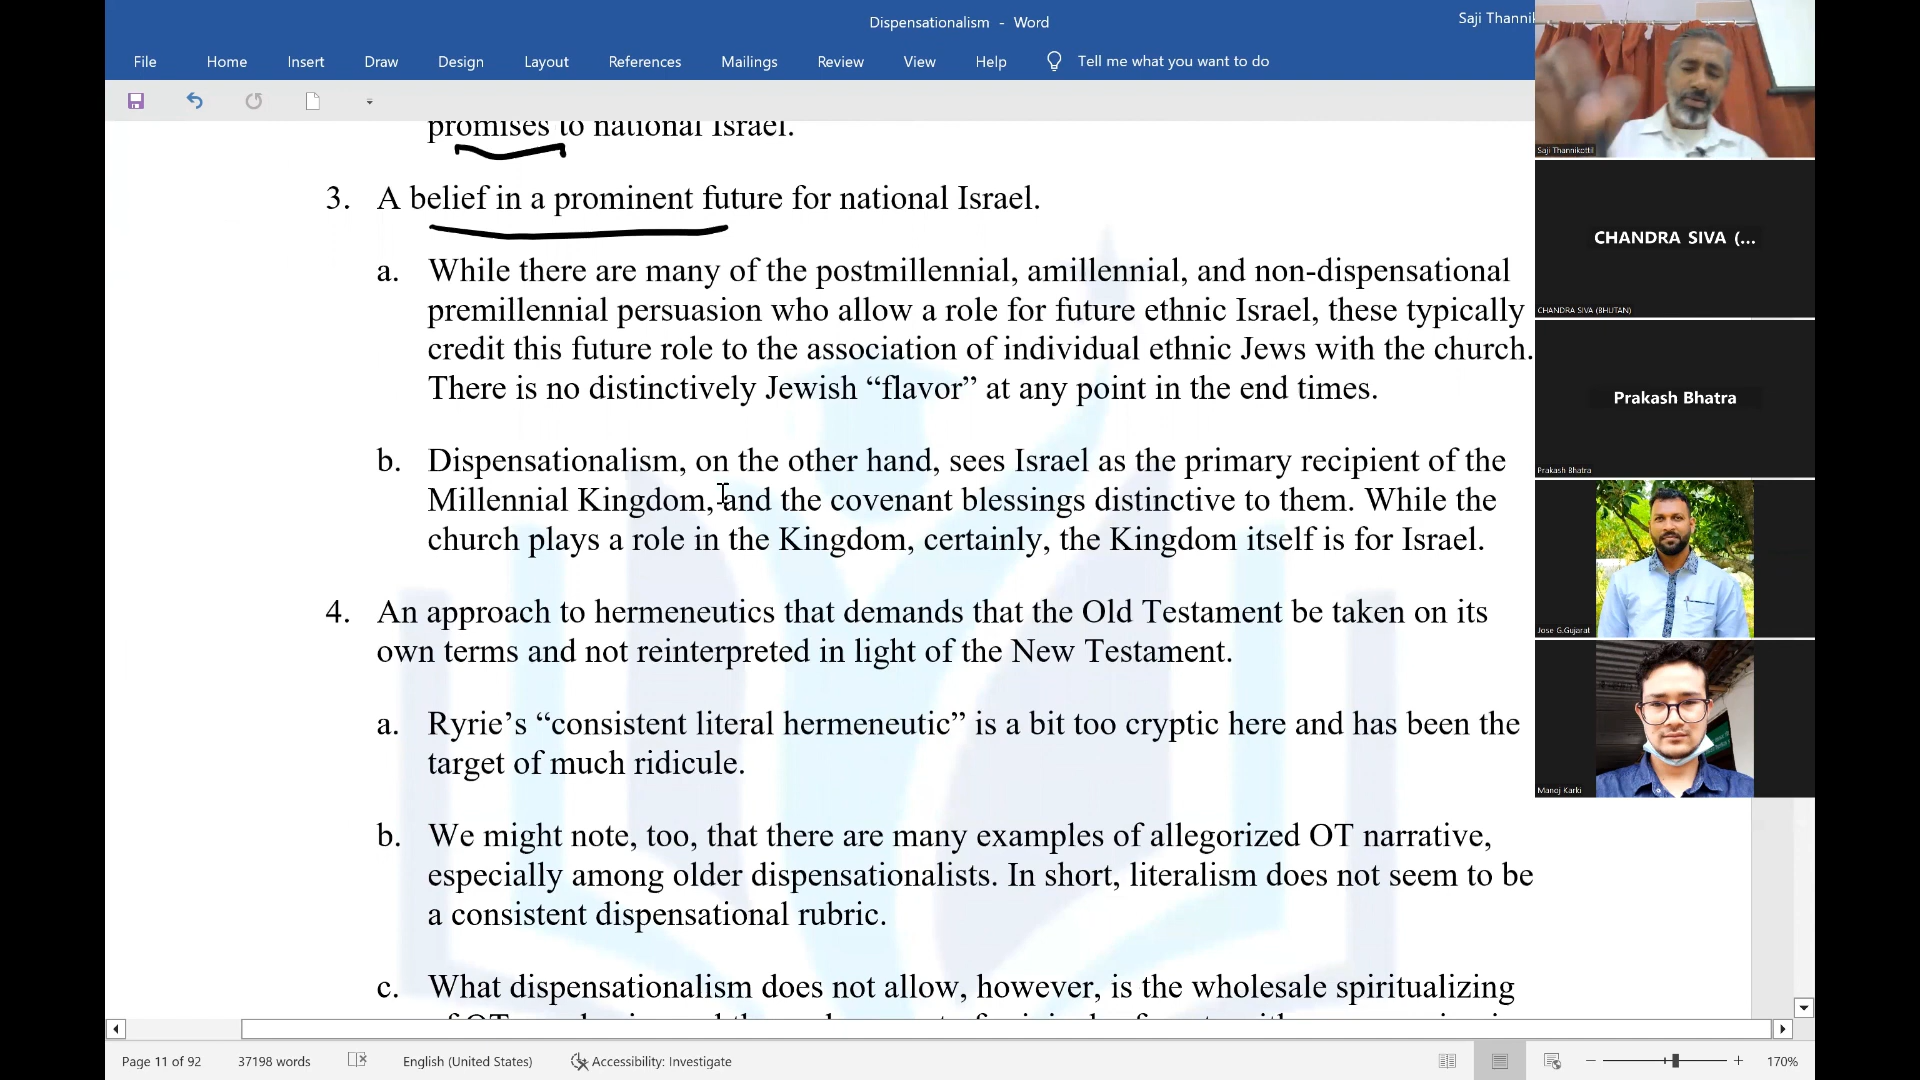 Dispensationalism - Word
Saji Thannik
File Home Insert Draw Design Layout References Mailings Review View Help Tell me what you want to do
promises to national Israel.
3. A belief in a prominent future for national Israel.
a. While there are many of the postmillennial, amillennial, and non-dispensational
premillennial persuasion who allow a role for future ethnic Israel, these typically
credit this future role to the association of individual ethnic Jews with the church.
There is no distinctively Jewish “flavor” at any point in the end times.
b. Dispensationalism, on the other hand, sees Israel as the primary recipient of the
Millennial Kingdom, and the covenant blessings distinctive to them. While the
church plays a role in the Kingdom, certainly, the Kingdom itself is for Israel.
4. An approach to hermeneutics that demands that the Old Testament be taken on its
own terms and not reinterpreted in light of the New Testament.
a. Ryrie’s “consistent literal hermeneutic” is a bit too cryptic here and has been the
target of much ridicule.
b. We might note, too, that there are many examples of allegorized OT narrative,
especially among older dispensationalists. In short, literalism does not seem to be
a consistent dispensational rubric.
c. What dispensationalism does not allow, however, is the wholesale spiritualizing
Page 11 of 92 37198 words English (United States) Accessibility: Investigate 170%
Saji Thannikottil
CHANDRA SIVA (...
CHANDRA SIVA (BHUTAN)
Prakash Bhatra
Prakash Bhatra
Jose G.Gujarat
Manoj Karki